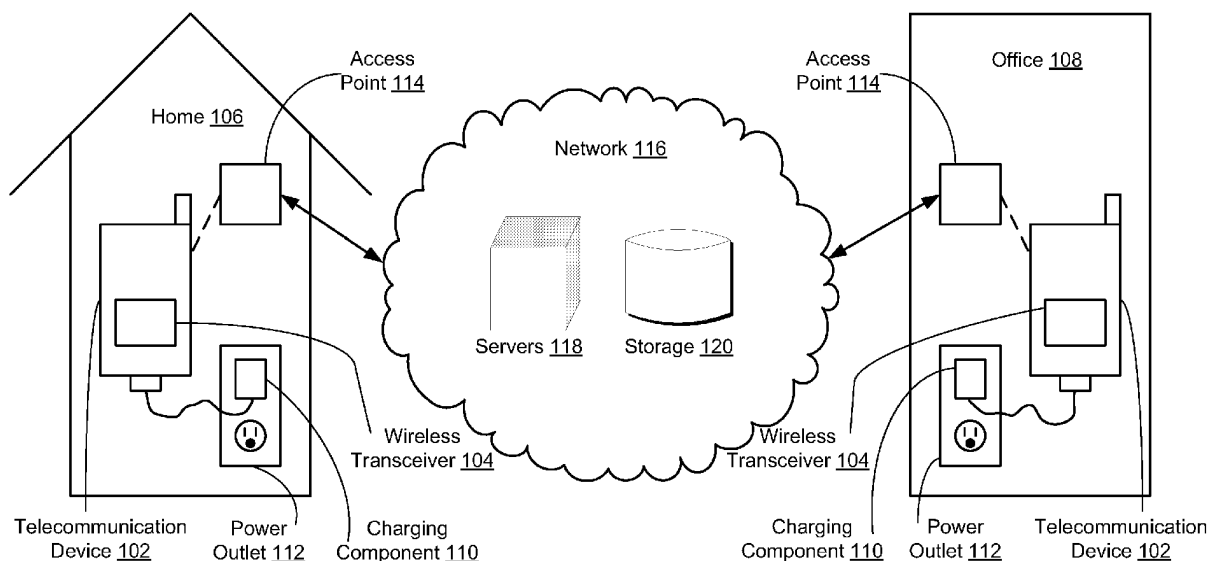 Access
Point 114
Home 106
Network 116
Servers 118
Storage 120
Wireless
Transceiver 104
Telecommunication
Device 102
Power
Outlet 112
Charging
Component 110
Access
Point 114
Office 108
Wireless
Transceiver 104
Charging
Component 110
Power
Outlet 112
Telecommunication
Device 102